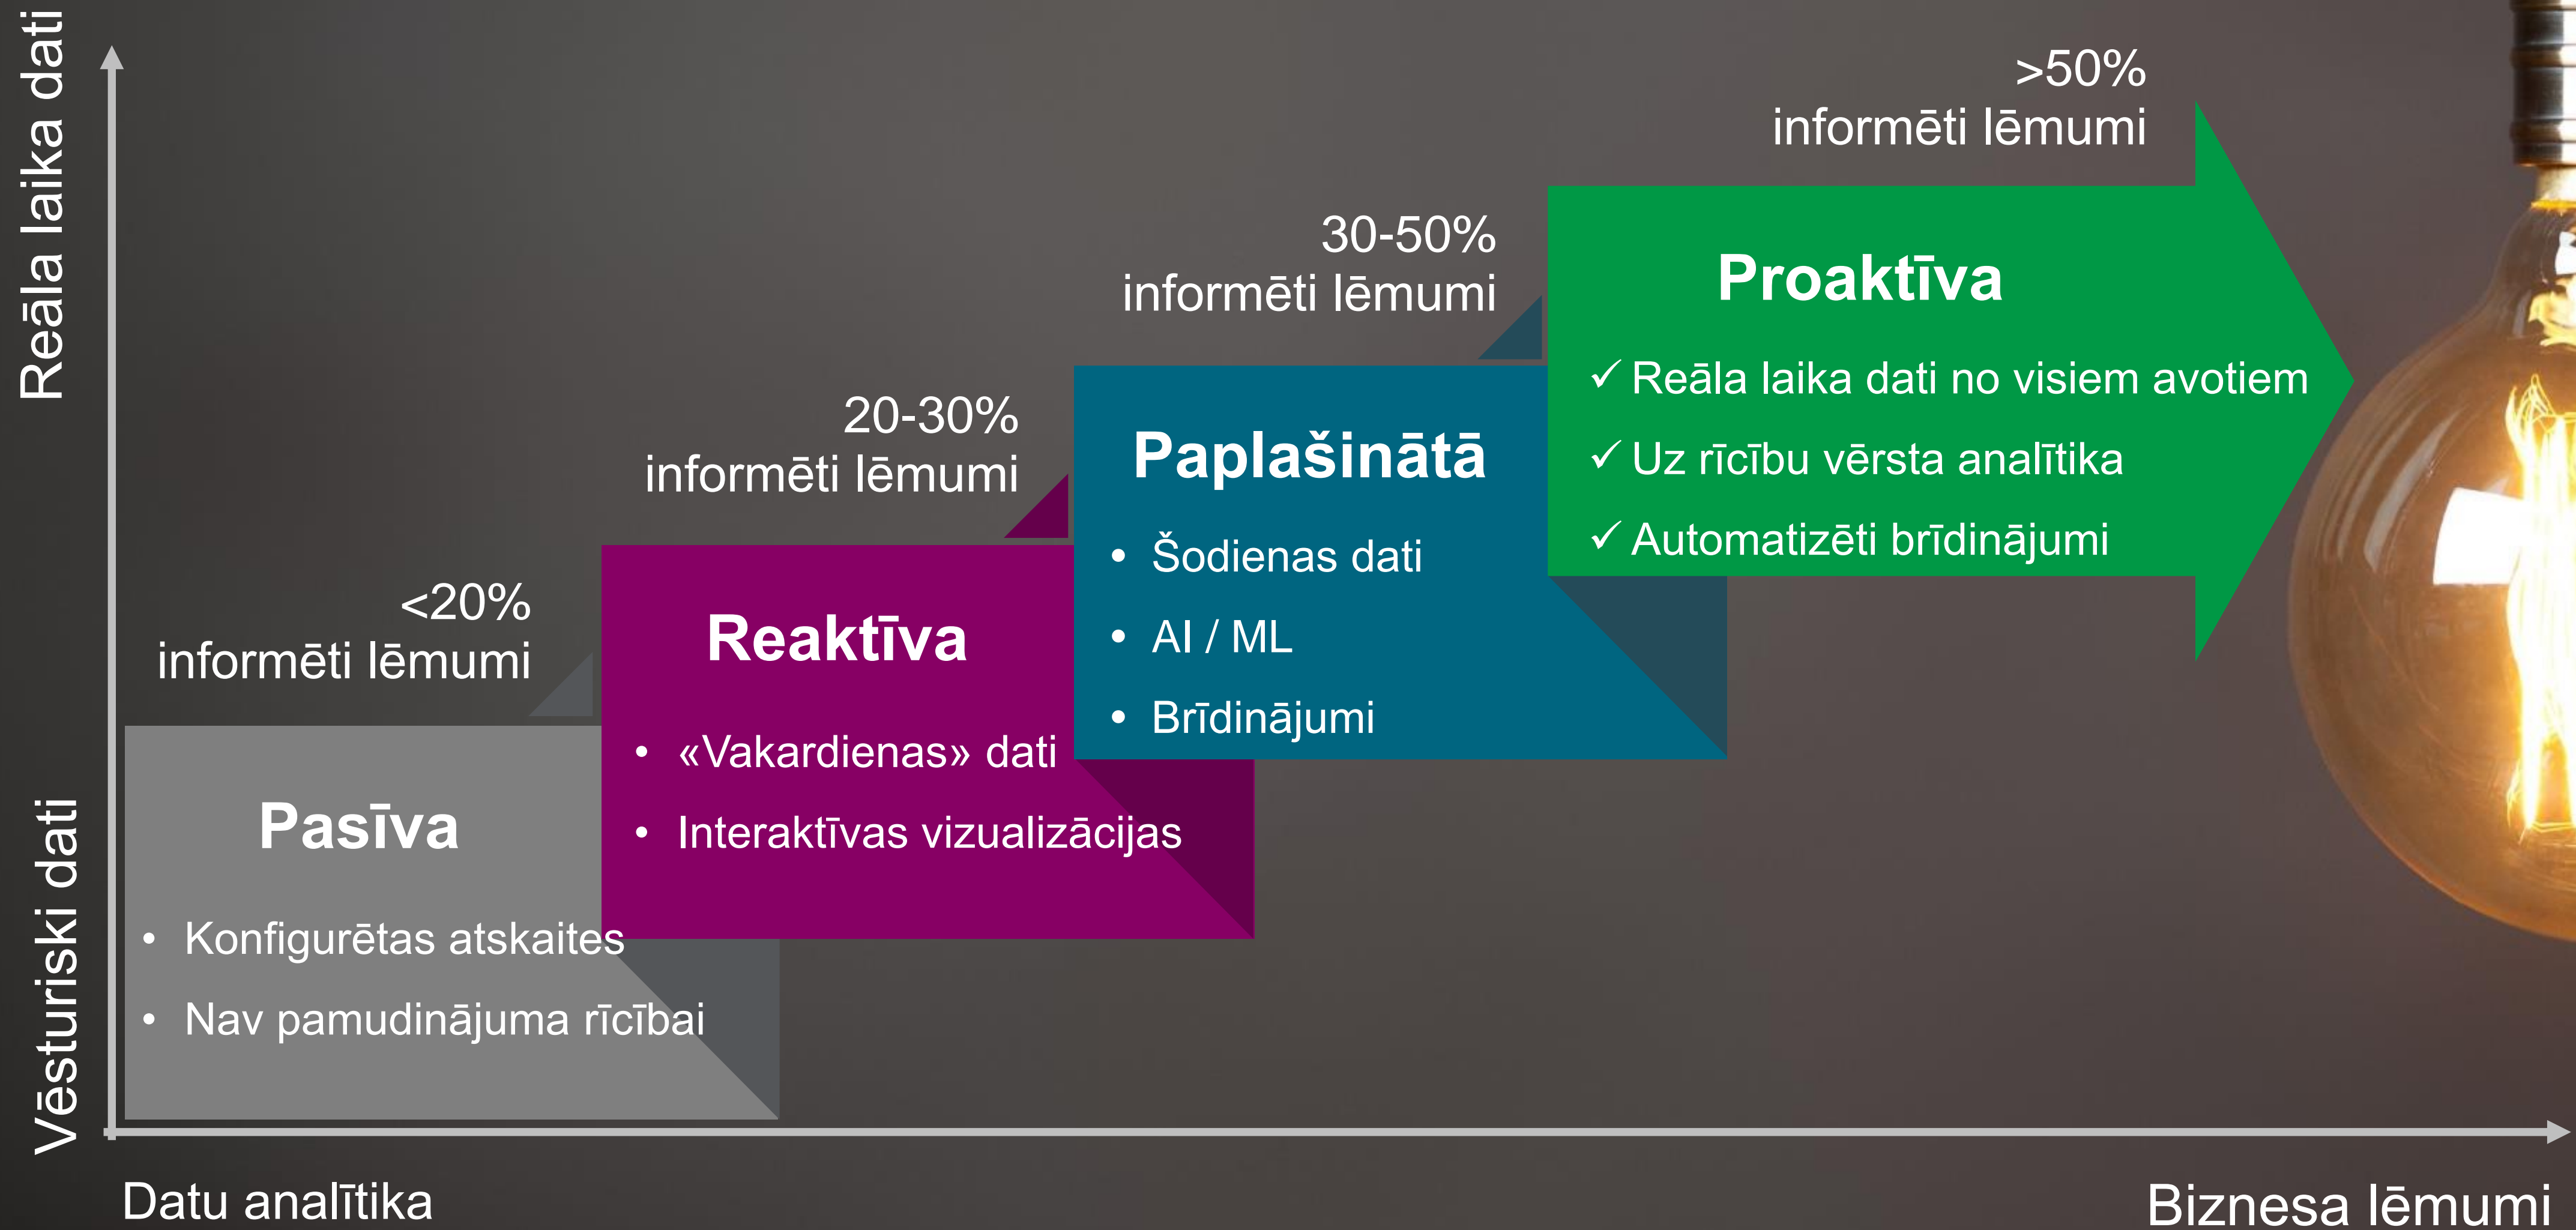 Reāla laika dati
Vēsturiski dati
<20%
informēti lēmumi
Pasīva
• Konfigurētas atskaites
• Nav pamudinājuma rīcībai
20-30%
informēti lēmumi
Reaktīva
• «Vakardienas» dati
• Interaktīvas vizualizācijas
30-50%
informēti lēmumi
Paplašinātā
• Šodienas dati
• AI / ML
• Brīdinājumi
>50%
informēti lēmumi
Proaktīva
✓ Reāla laika dati no visiem avotiem
✓ Uz rīcību vērsta analītika
✓ Automatizēti brīdinājumi
Datu analītika
Biznesa lēmumi